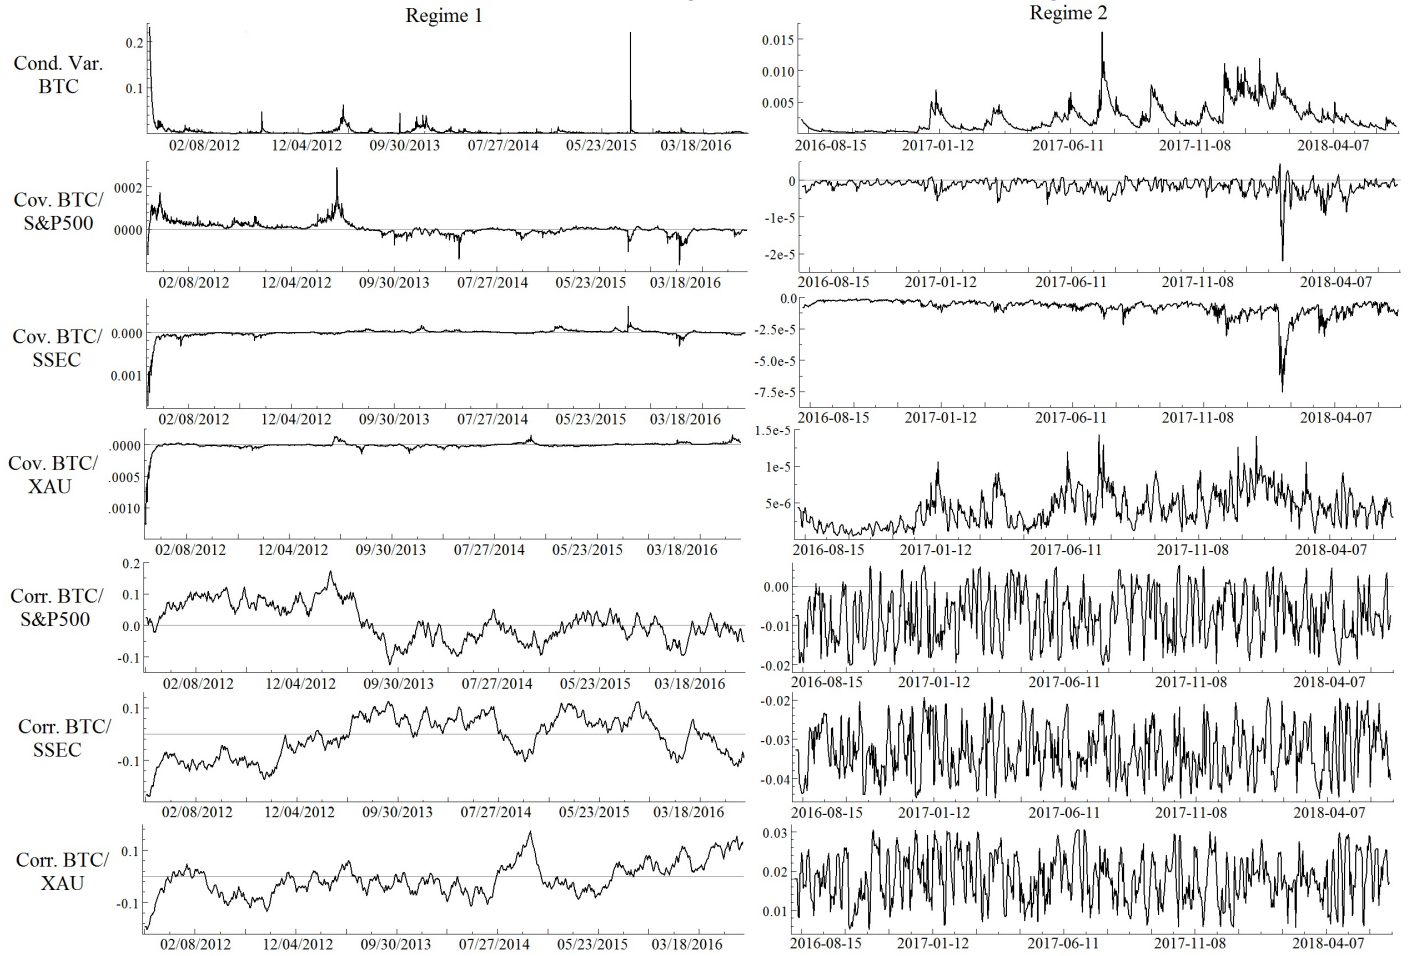 Regime 1
Regime 2
Cond. Var.
BTC
0.2
0.1
02/08/2012 12/04/2012 09/30/2013 07/27/2014 05/23/2015 03/18/2016
0.015
0.010
0.005
2016-08-15 2017-01-12 2017-06-11 2017-11-08 2018-04-07
Cov. BTC/
S&P500
0002
0000
02/08/2012 12/04/2012 09/30/2013 07/27/2014 05/23/2015 03/18/2016
0
-1e-5
-2e-5
2016-08-15 2017-01-12 2017-06-11 2017-11-08 2018-04-07
Cov. BTC/
SSEC
0.000
0.001
02/08/2012 12/04/2012 09/30/2013 07/27/2014 05/23/2015 03/18/2016
0.0
-2.5e-5
-5.0e-5
-7.5e-5
2016-08-15 2017-01-12 2017-06-11 2017-11-08 2018-04-07
Cov. BTC/
XAU
.0000
.0005
.0010
02/08/2012 12/04/2012 09/30/2013 07/27/2014 05/23/2015 03/18/2016
1.5e-5
1e-5
5e-6
2016-08-15 2017-01-12 2017-06-11 2017-11-08 2018-04-07
Corr. BTC/
S&P500
0.2
0.1
0.0
-0.1
02/08/2012 12/04/2012 09/30/2013 07/27/2014 05/23/2015 03/18/2016
0.00
-0.01
-0.02
2016-08-15 2017-01-12 2017-06-11 2017-11-08 2018-04-07
Corr. BTC/
SSEC
0.1
-0.1
02/08/2012 12/04/2012 09/30/2013 07/27/2014 05/23/2015 03/18/2016
-0.02
-0.03
-0.04
2016-08-15 2017-01-12 2017-06-11 2017-11-08 2018-04-07
Corr. BTC/
XAU
0.1
-0.1
02/08/2012 12/04/2012 09/30/2013 07/27/2014 05/23/2015 03/18/2016
0.03
0.02
0.01
2016-08-15 2017-01-12 2017-06-11 2017-11-08 2018-04-07